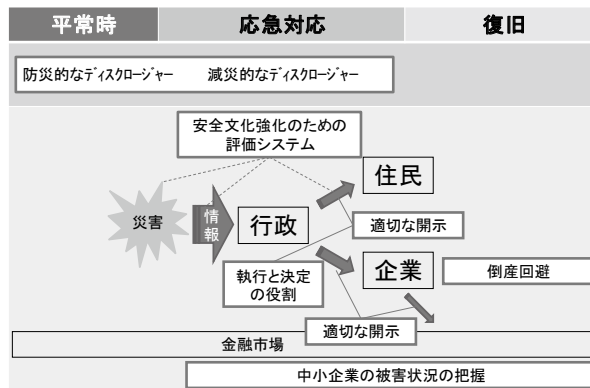 平常時
応急対応
復旧
防災的なディスクロージャー 減災的なディスクロージャー
安全文化強化のための
評価システム
住民
災害
情報
行政
適切な開示
企業
倒産回避
執行と決定
の役割
適切な開示
金融市場
中小企業の被害状況の把握